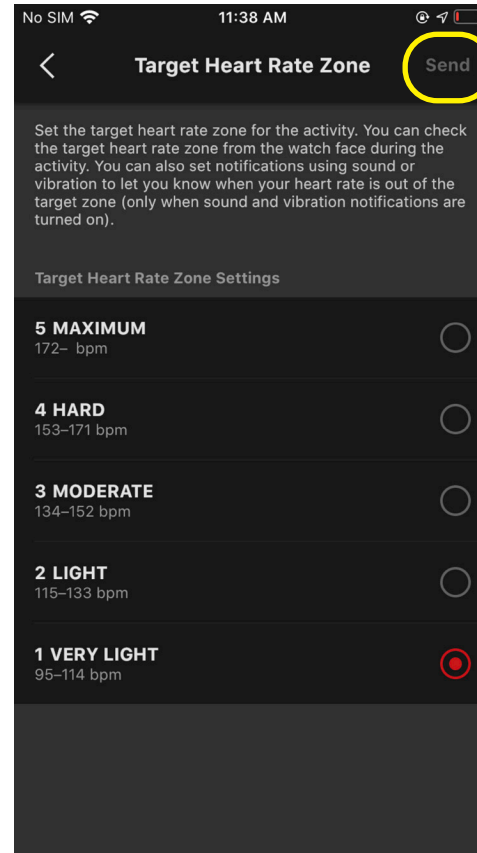 No SIM 11:38 AM
Target Heart Rate Zone Send
Set the target heart rate zone for the activity. You can check
the target heart rate zone from the watch face during the
activity. You can also set notifications using sound or
vibration to let you know when your heart rate is out of the
target zone (only when sound and vibration notifications are
turned on).
Target Heart Rate Zone Settings
5 MAXIMUM
172– bpm
4 HARD
153–171 bpm
3 MODERATE
134–152 bpm
2 LIGHT
115–133 bpm
1 VERY LIGHT
95–114 bpm